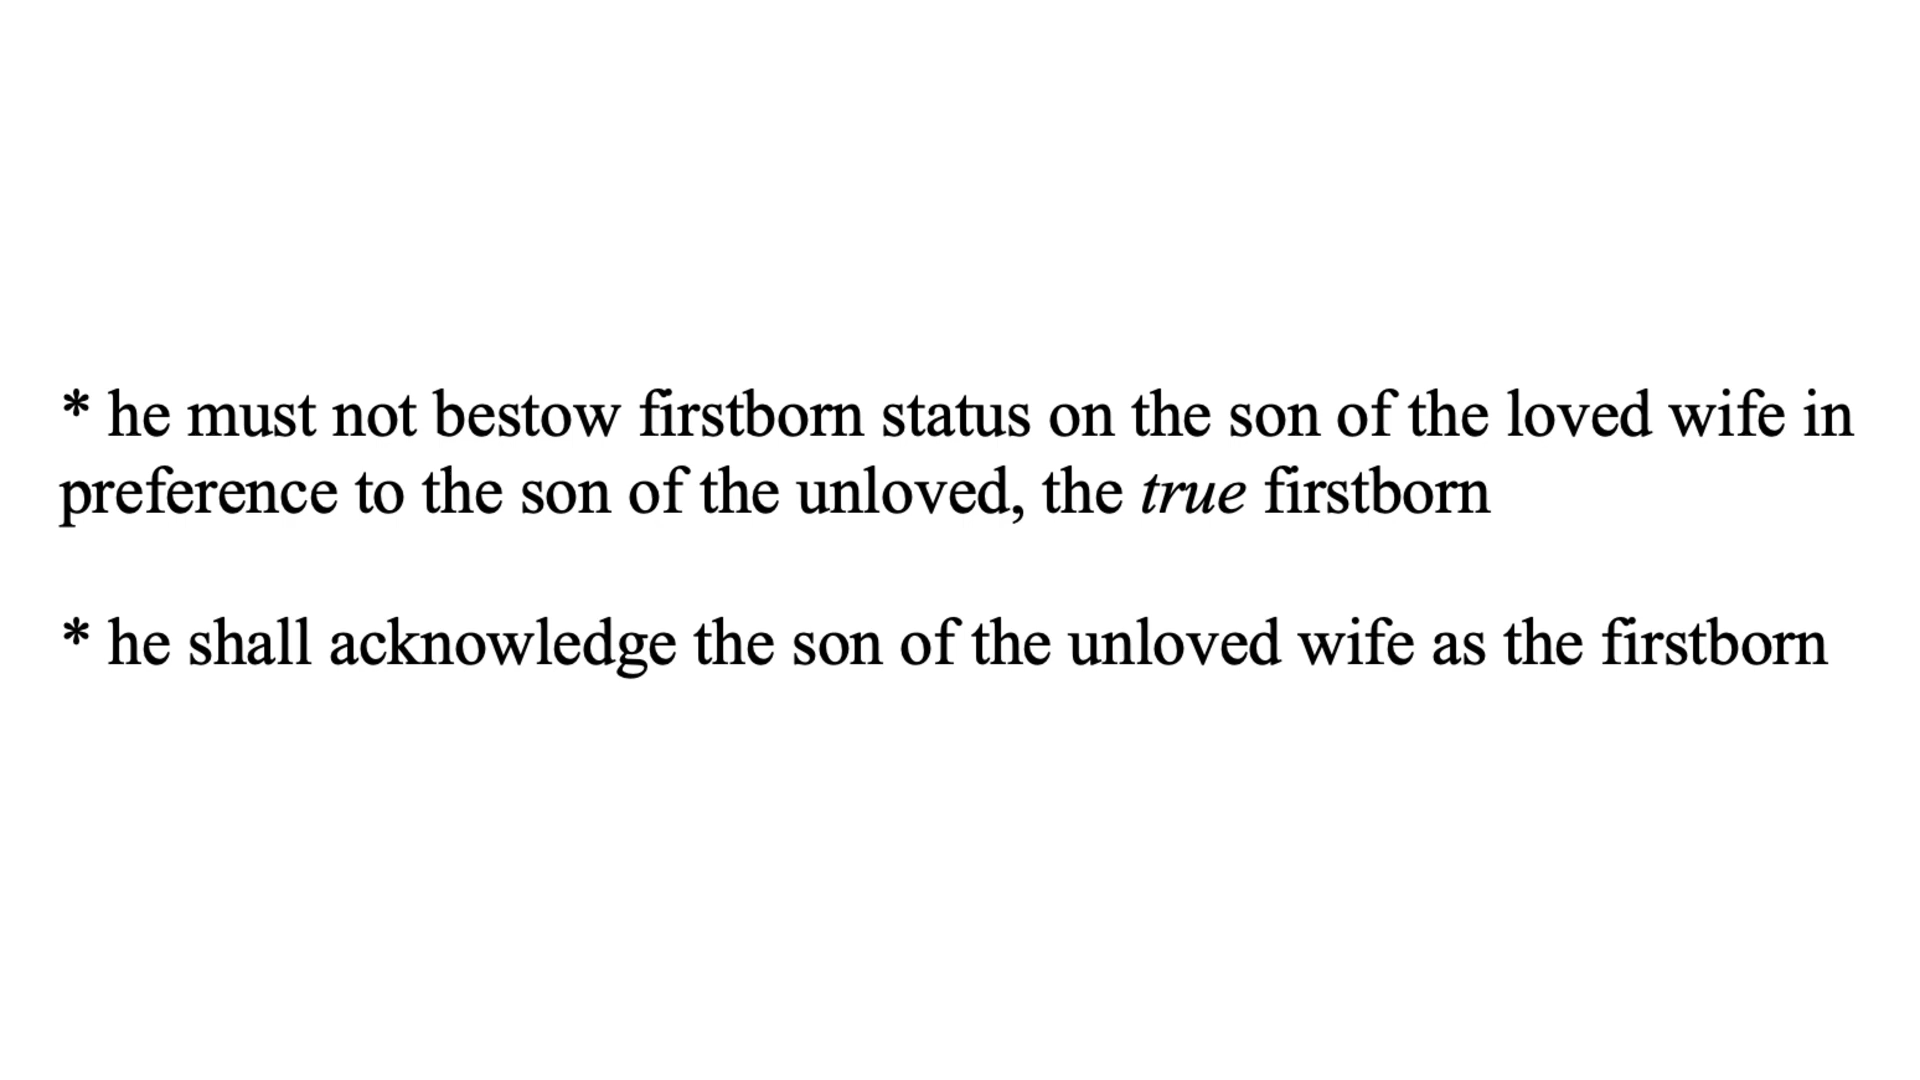 * he must not bestow firstborn status on the son of the loved wife in
preference to the son of the unloved, the true firstborn
* he shall acknowledge the son of the unloved wife as the firstborn